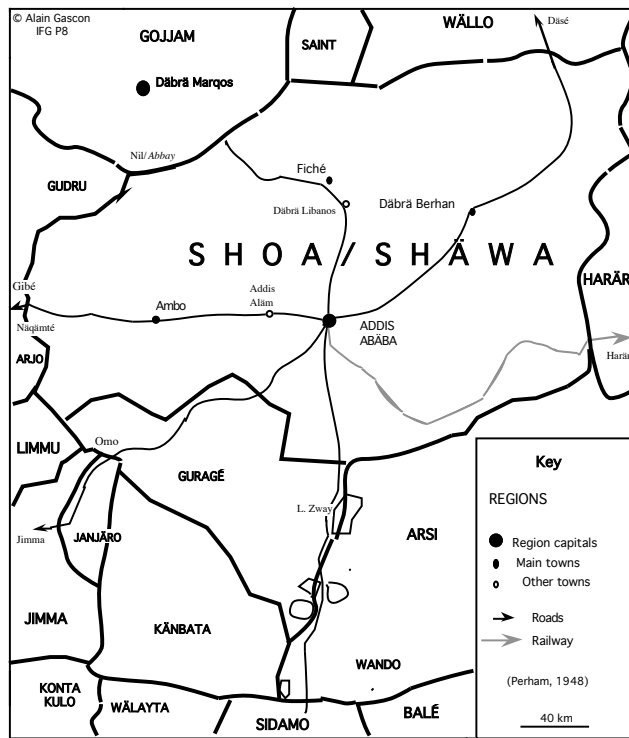 © Alain Gascon
IFG P8
GOJJAM
SAINT
WÄLLO
Däsé
Däbrä Marqos
Nil/Abbay
GUDRU
Fiché
Däbrä Libanos
Däbrä Berhan
SHOA/SHÄWA
HARÄR
Gibé
Näqämté
Ambo
Addis
Aläm
ADDIS
ABÄBA
Harär
ARJO
LIMMU
Omo
GURAGÉ
L. Zway
ARSI
Jimma
JANJÄRO
JIMMA
KÄNBATA
WANDO
KONTA
KULO
WÄLAYTA
SIDAMO
BALÉ
Key
REGIONS
Region capitals
Main towns
Other towns
Roads
Railway
(Perham, 1948)
40 km